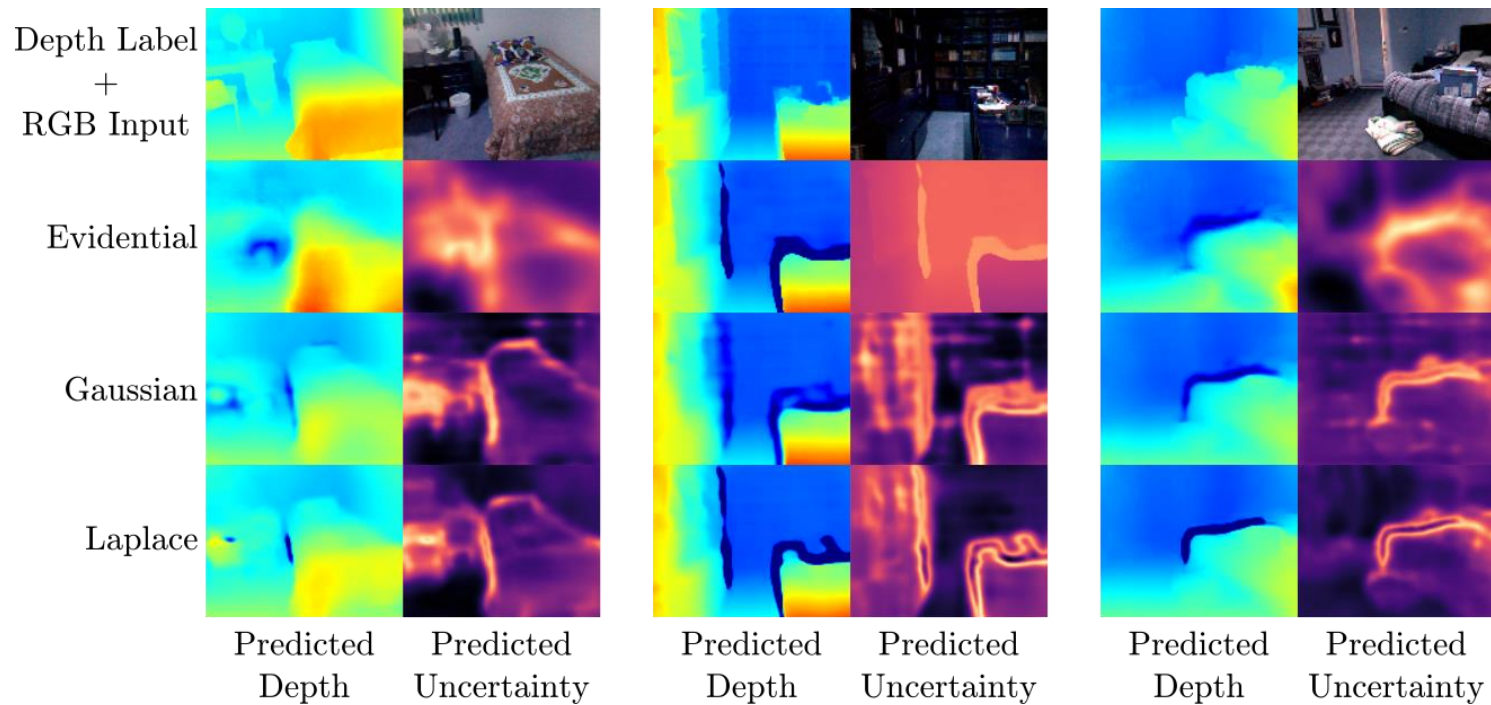 Depth Label
+
RGB Input
Evidential
Gaussian
Laplace
Predicted Depth
Predicted Uncertainty
Predicted Depth
Predicted Uncertainty
Predicted Depth
Predicted Uncertainty